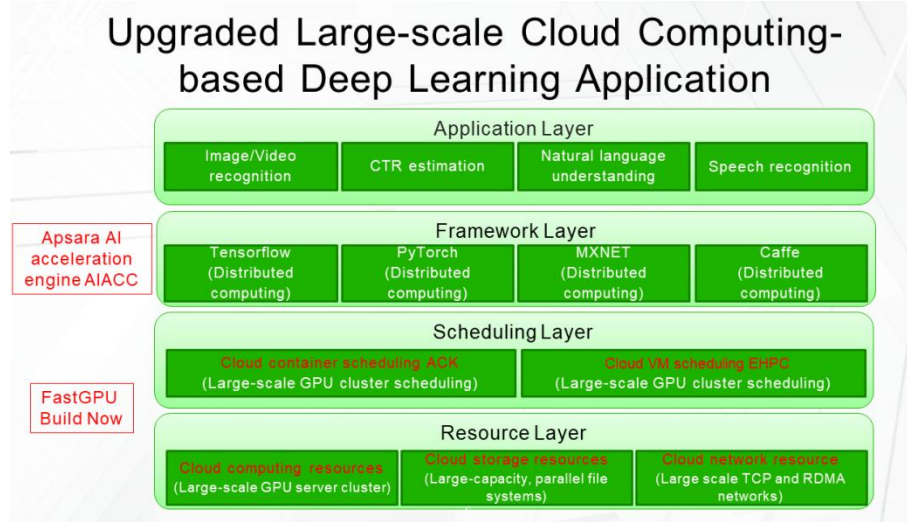 Upgraded Large-scale Cloud Computing-
based Deep Learning Application
Application Layer
Image/Video
recognition
CTR estimation
Natural language
understanding
Speech recognition
Apsara AI
acceleration
engine AIACC
Framework Layer
Tensorflow
(Distributed
computing)
PyTorch
(Distributed
computing)
MXNET
(Distributed
computing)
Caffe
(Distributed
computing)
Scheduling Layer
Cloud container scheduling ACK
(Large-scale GPU cluster scheduling)
Cloud VM scheduling EHPC
(Large-scale GPU cluster scheduling)
FastGPU
Build Now
Resource Layer
Cloud computing resources
(Large-scale GPU server cluster)
Cloud storage resources
(Large-capacity, parallel file
systems)
Cloud network resource
(Large scale TCP and RDMA
networks)